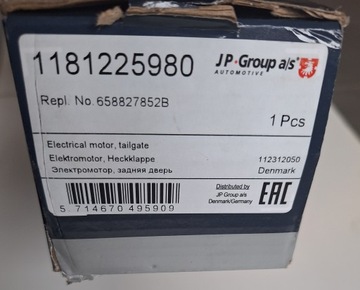 1181225980
JP·Group a/s
AUTOMOTIVE
Repl. No. 658827852B
1 Pcs
Electrical motor, tailgate
Elektromotor, Heckklappe
Электромотор, задняя дверь
112312050
Denmark
5 714670 495909
Distributed by
JP Group a/s
Denmark/Germany
EAC